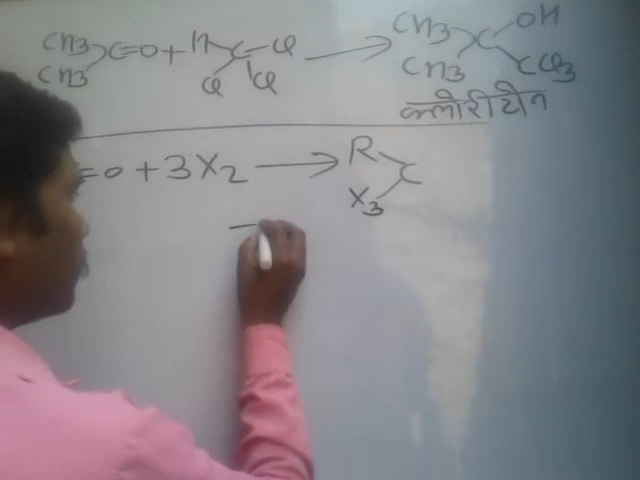 CH3 CH3 >C=O + H-C-Cl Cl Cl → CH3 CH3 >C< OH CCl3
क्लोरीटोन
=O + 3X2 → R X3 >C